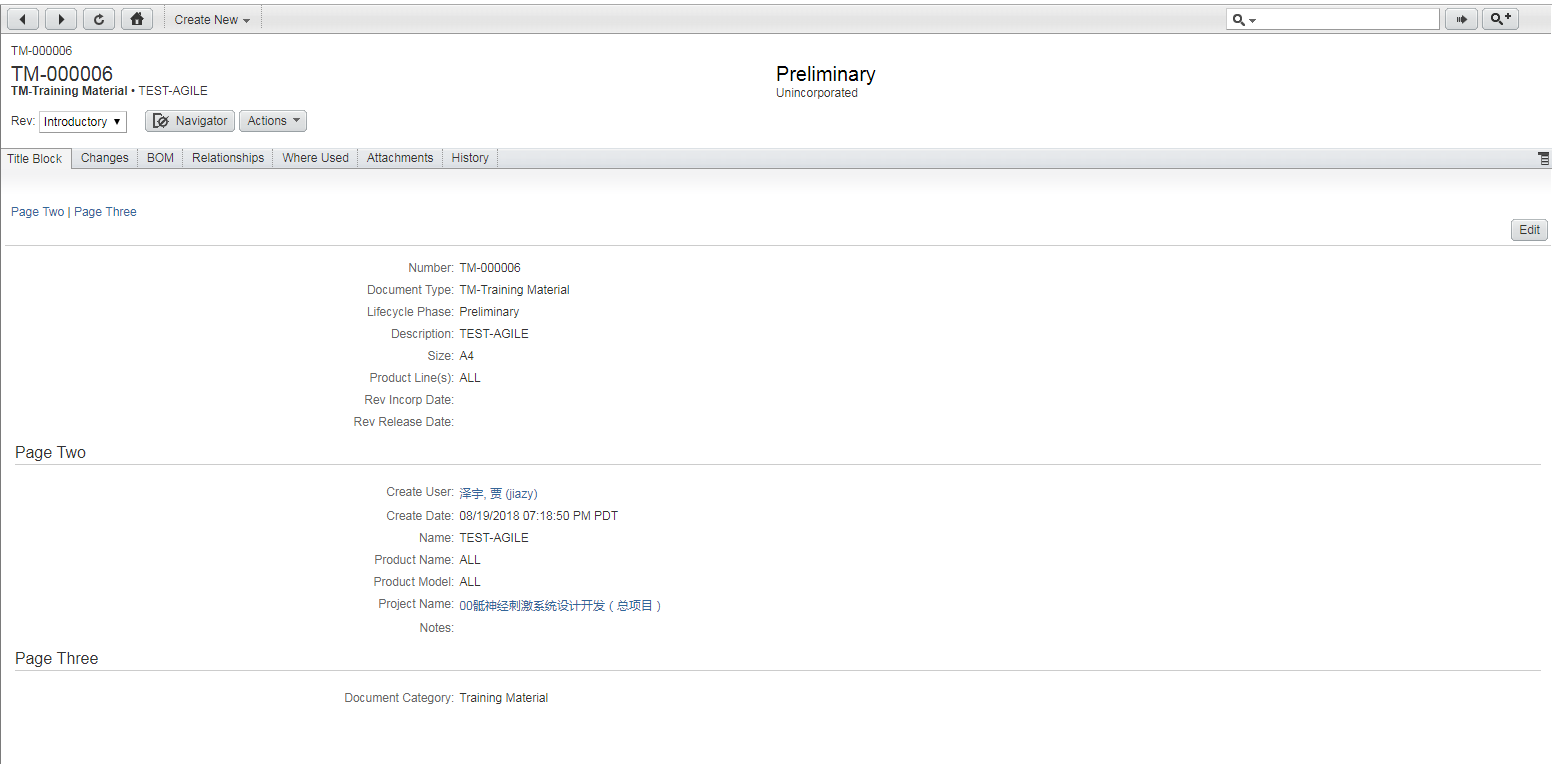 Create New
TM-000006
TM-000006
TM-Training Material • TEST-AGILE
Preliminary
Unincorporated
Rev: Introductory Navigator Actions
Title Block Changes BOM Relationships Where Used Attachments History
Page Two | Page Three
Edit
Number: TM-000006
Document Type: TM-Training Material
Lifecycle Phase: Preliminary
Description: TEST-AGILE
Size: A4
Product Line(s): ALL
Rev Incorp Date:
Rev Release Date:
Page Two
Create User: 泽宇, 贾 (jiazy)
Create Date: 08/19/2018 07:18:50 PM PDT
Name: TEST-AGILE
Product Name: ALL
Product Model: ALL
Project Name: 00骶神经刺激系统设计开发（总项目）
Notes:
Page Three
Document Category: Training Material